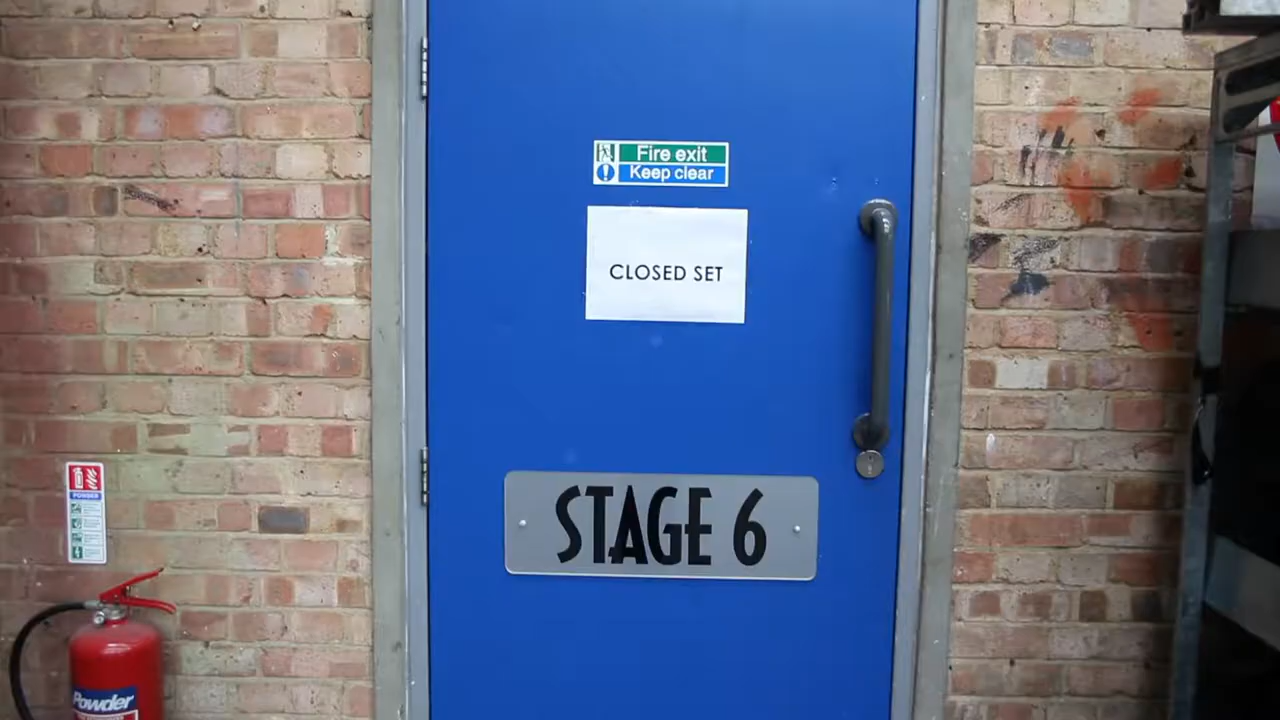 Fire exit
Keep clear
CLOSED SET
STAGE 6
POWDER
Powder